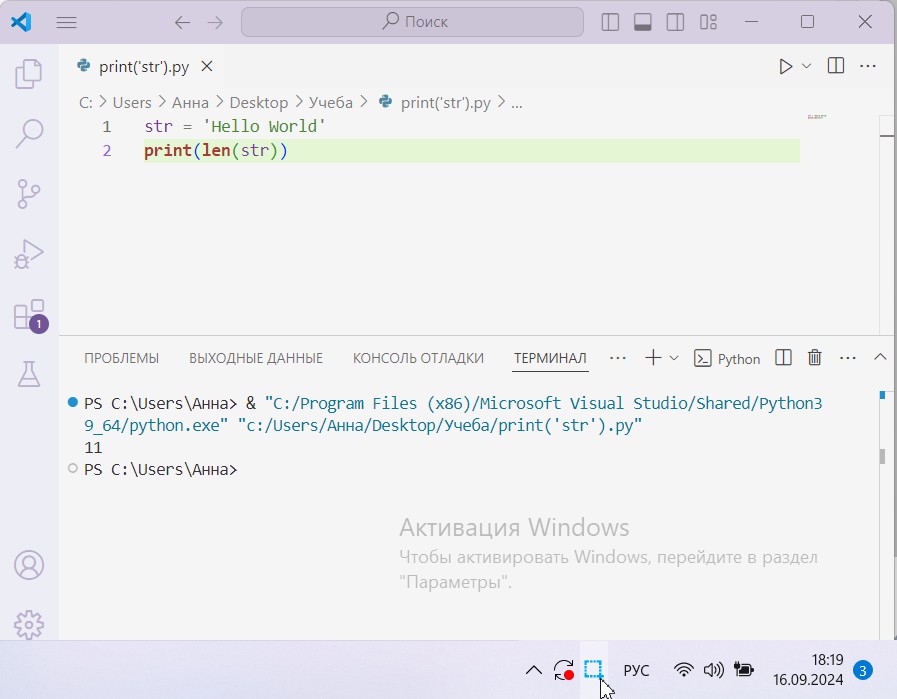 Поиск
print('str').py
C: > Users > Анна > Desktop > Учеба > print('str').py > ...
1 str = 'Hello World'
2 print(len(str))
1
ПРОБЛЕМЫ ВЫХОДНЫЕ ДАННЫЕ КОНСОЛЬ ОТЛАДКИ ТЕРМИНАЛ ... Python ...
PS C:\Users\Анна> & "C:/Program Files (x86)/Microsoft Visual Studio/Shared/Python3
9_64/python.exe" "c:/Users/Анна/Desktop/Учеба/print('str').py"
11
PS C:\Users\Анна>
Активация Windows
Чтобы активировать Windows, перейдите в раздел
"Параметры".
РУС
18:19
16.09.2024
3